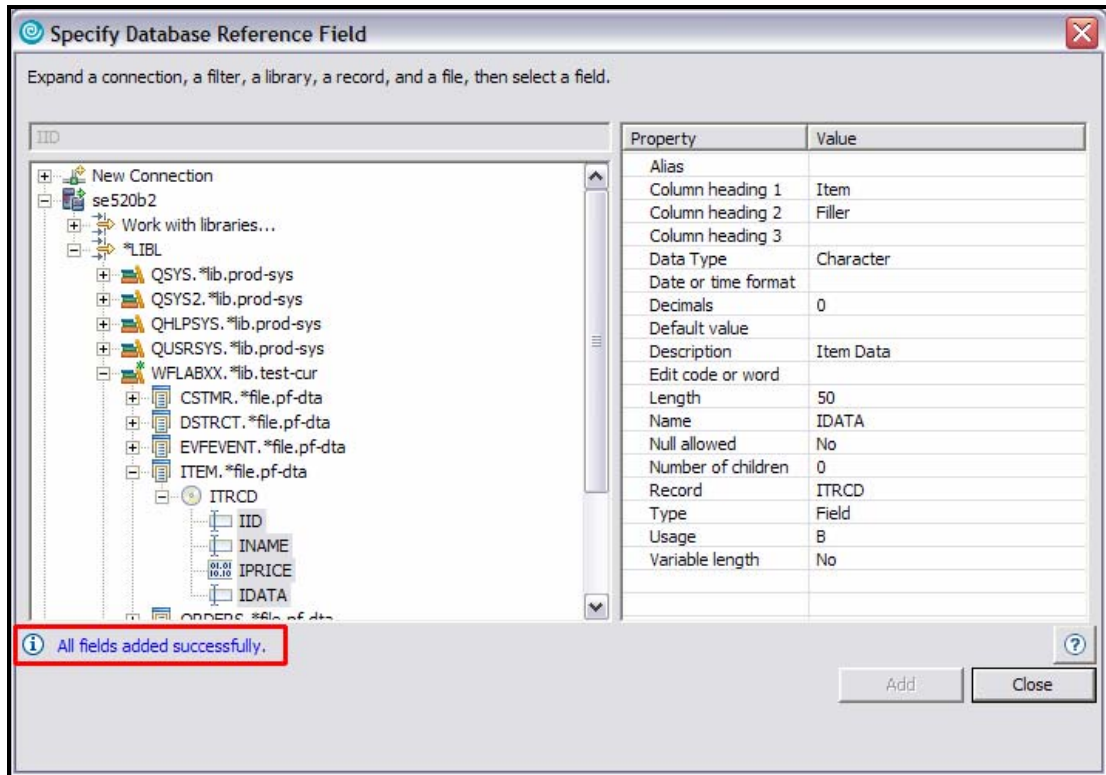 Specify Database Reference Field
Expand a connection, a filter, a library, a record, and a file, then select a field.
IID
New Connection
se520b2
Work with libraries...
*LIBL
QSYS.*lib.prod-sys
QSYS2.*lib.prod-sys
QHLPSYS.*lib.prod-sys
QUSRSYS.*lib.prod-sys
WFLABXX.*lib.test-cur
CSTMR.*file.pf-dta
DSTRCT.*file.pf-dta
EVFEVENT.*file.pf-dta
ITEM.*file.pf-dta
ITRCD
IID
INAME
IPRICE
IDATA
ORDERS.*file.pf-dta
Property Value
Alias
Column heading 1 Item
Column heading 2 Filler
Column heading 3
Data Type Character
Date or time format
Decimals 0
Default value
Description Item Data
Edit code or word
Length 50
Name IDATA
Null allowed No
Number of children 0
Record ITRCD
Type Field
Usage B
Variable length No
All fields added successfully.
Add Close